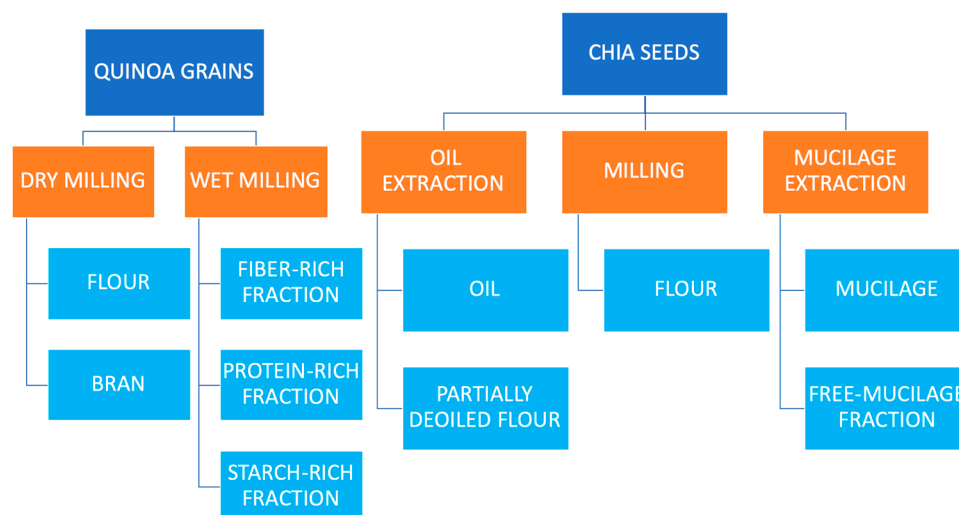 QUINOA GRAINS
DRY MILLING
FLOUR
BRAN
WET MILLING
FIBER-RICH
FRACTION
PROTEIN-RICH
FRACTION
STARCH-RICH
FRACTION
CHIA SEEDS
OIL
EXTRACTION
OIL
PARTIALLY
DEOILED FLOUR
MILLING
FLOUR
MUCILAGE
EXTRACTION
MUCILAGE
FREE-MUCILAGE
FRACTION